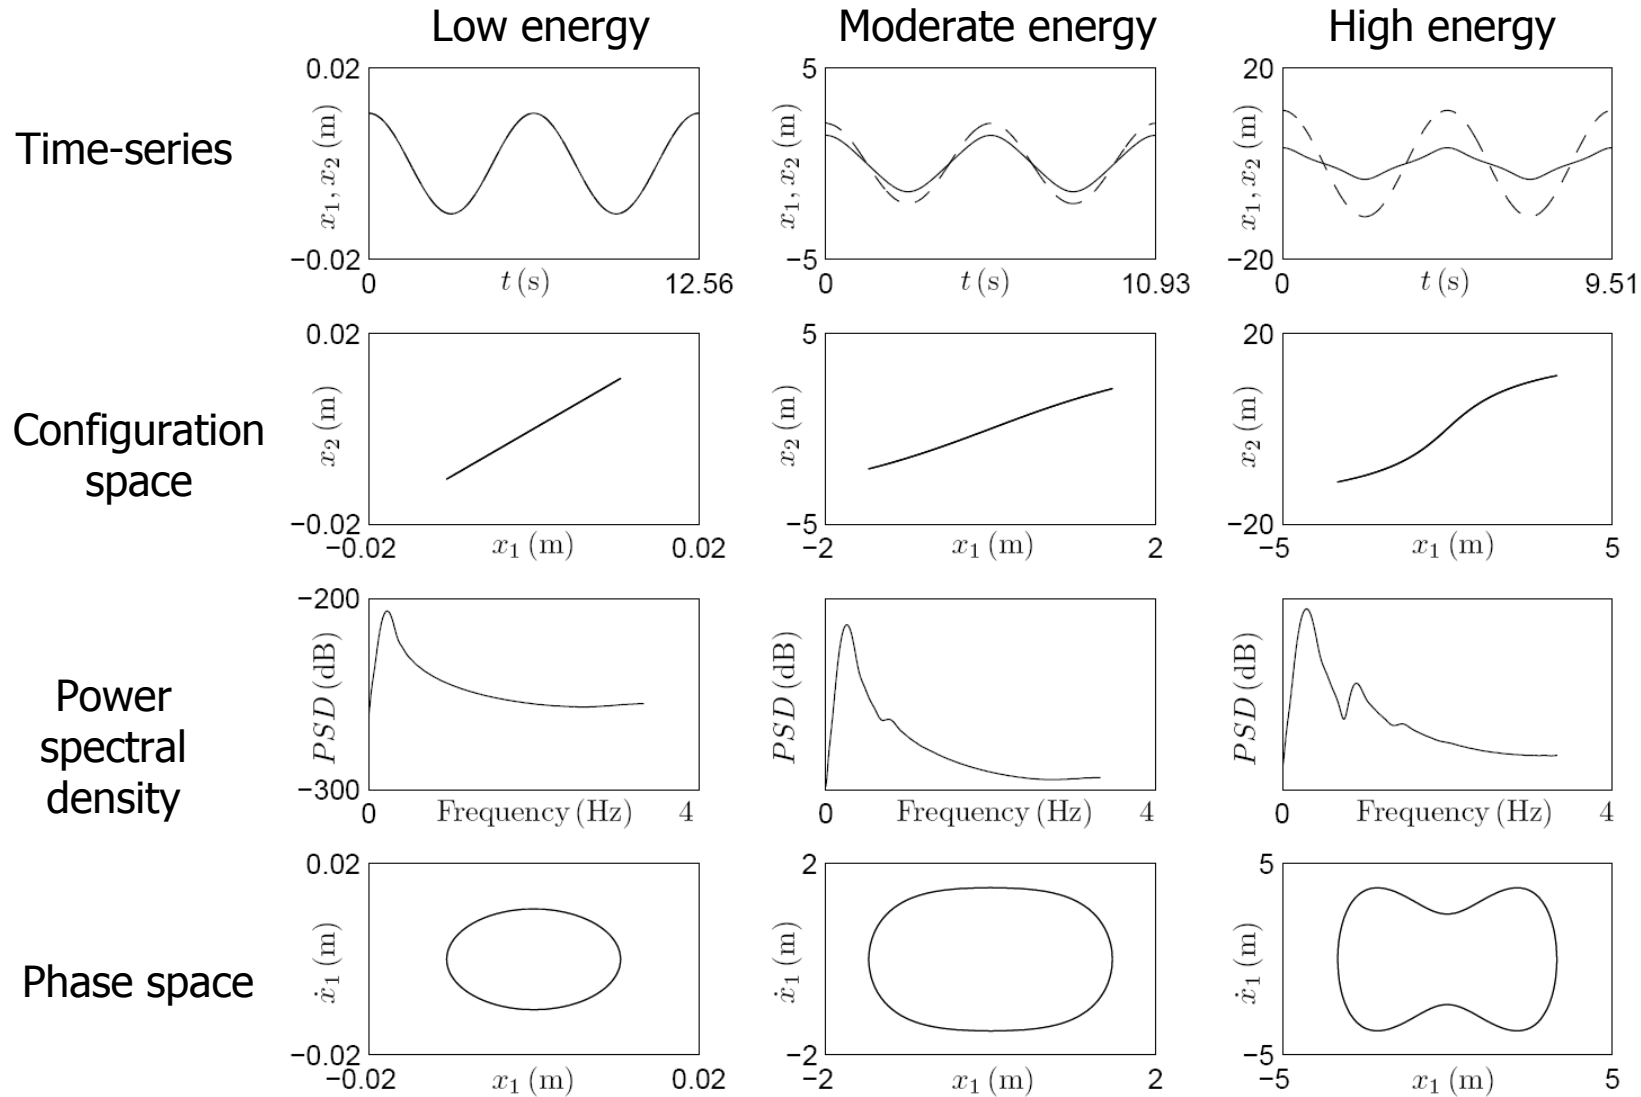 Low energy Moderate energy High energy
Time-series
0.02
x₁, x₂ (m)
−0.02
0
t (s)
12.56
5
x₁, x₂ (m)
−5
0
t (s)
10.93
20
x₁, x₂ (m)
−20
0
t (s)
9.51
Configuration
space
0.02
x₂ (m)
−0.02
−0.02
x₁ (m)
0.02
5
x₂ (m)
−5
−2
x₁ (m)
2
20
x₂ (m)
−20
−5
x₁ (m)
5
Power
spectral
density
−200
PSD (dB)
−300
0
Frequency (Hz)
4
PSD (dB)
0
Frequency (Hz)
4
PSD (dB)
0
Frequency (Hz)
4
Phase space
0.02
ẋ₁ (m)
−0.02
−0.02
x₁ (m)
0.02
2
ẋ₁ (m)
−2
−2
x₁ (m)
2
5
ẋ₁ (m)
−5
−5
x₁ (m)
5